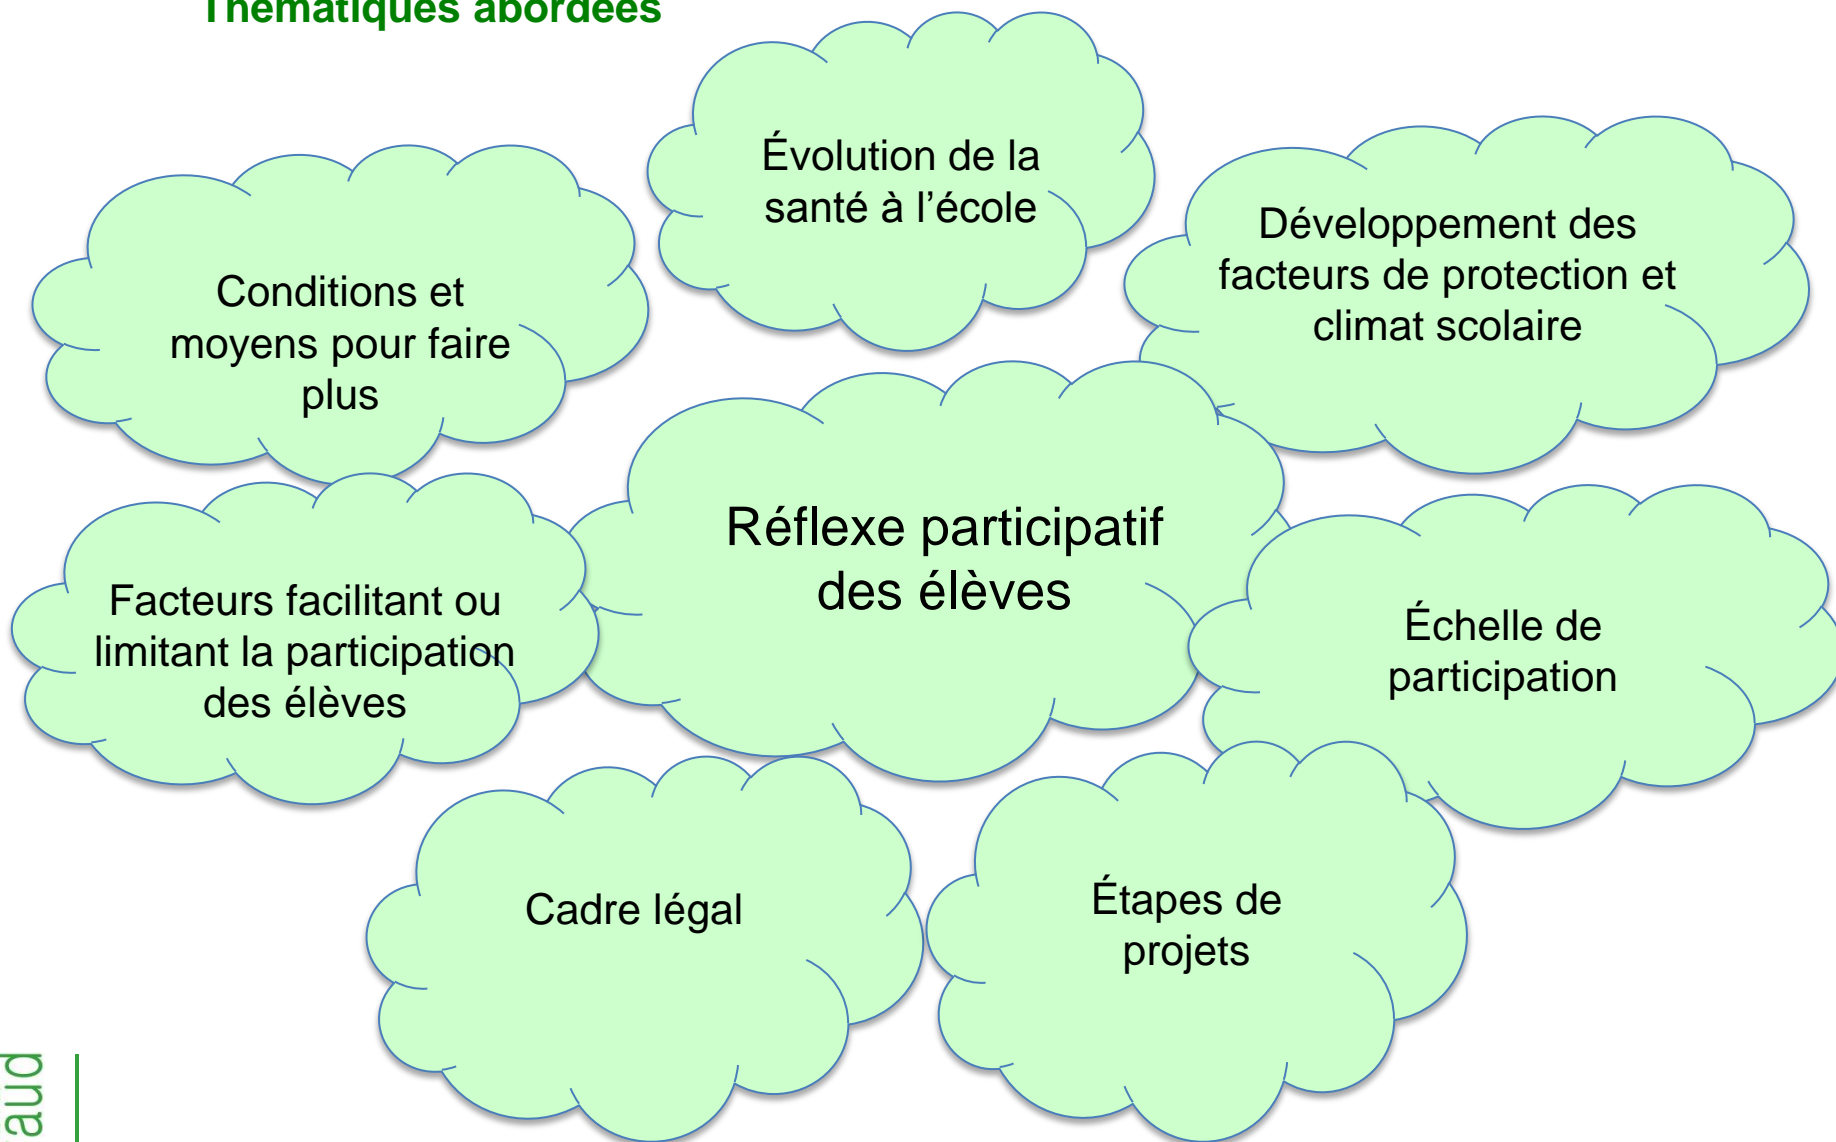 Thématiques abordées
Évolution de la
santé à l'école
Développement des
facteurs de protection et
climat scolaire
Conditions et
moyens pour faire
plus
Réflexe participatif
des élèves
Facteurs facilitant ou
limitant la participation
des élèves
Échelle de
participation
Cadre légal
Étapes de
projets
aud